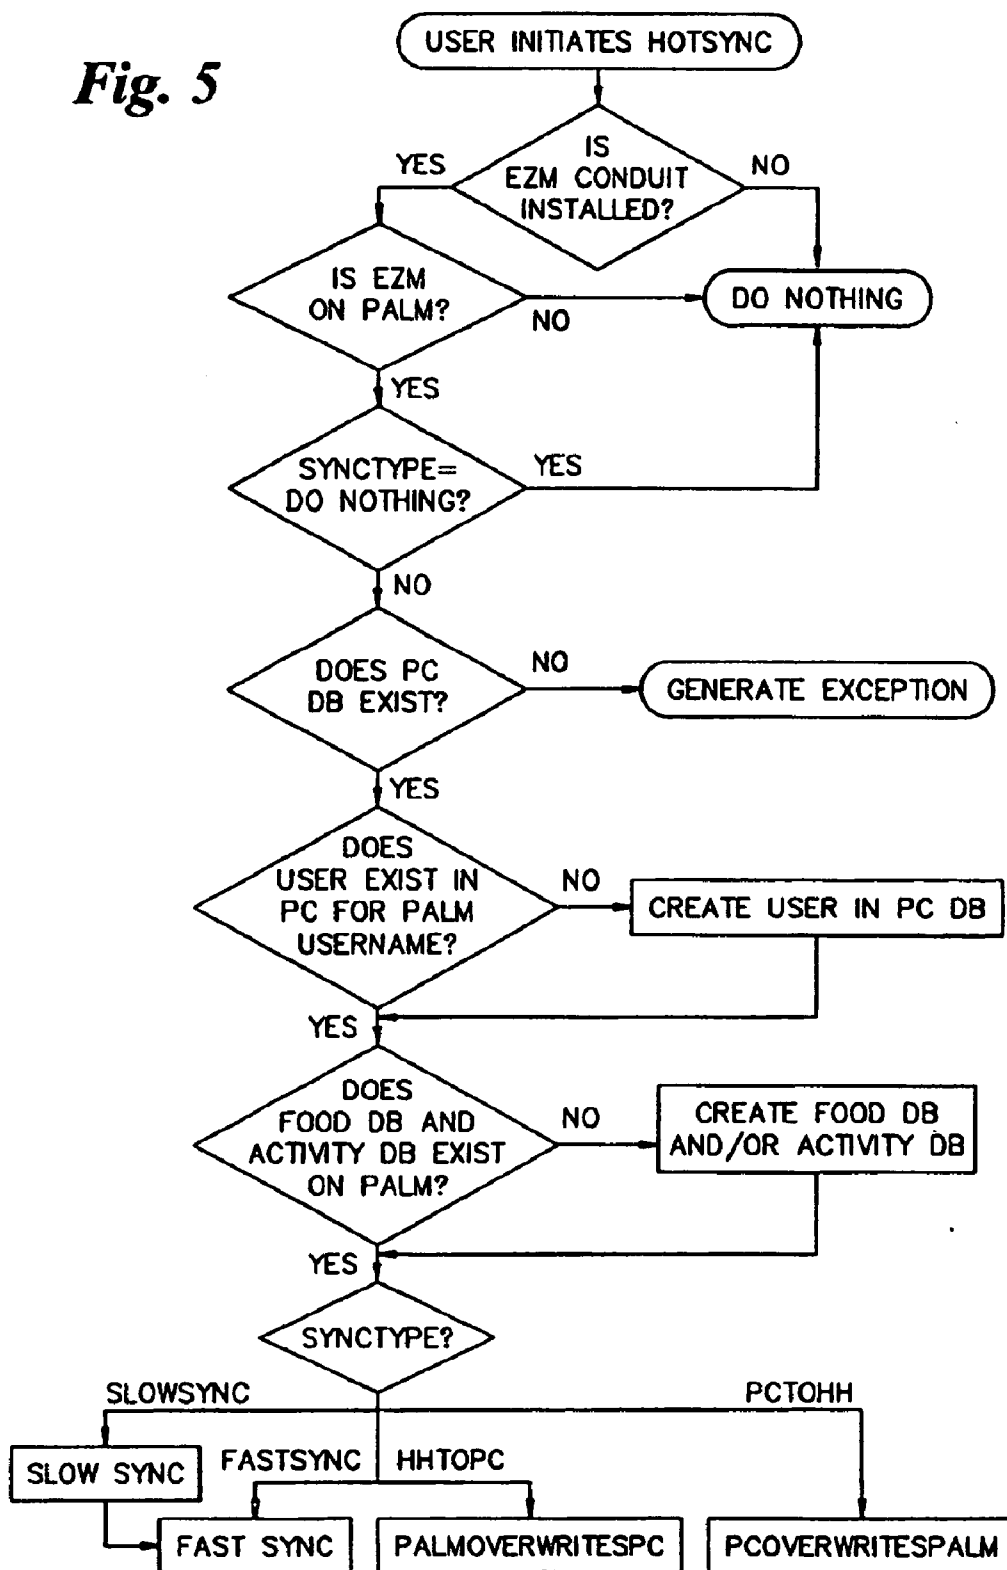 Fig. 5
USER INITIATES HOTSYNC
IS
EZM CONDUIT
INSTALLED?
YES
NO
IS EZM
ON PALM?
NO
DO NOTHING
YES
SYNCTYPE=
DO NOTHING?
YES
NO
DOES PC
DB EXIST?
NO
GENERATE EXCEPTION
YES
DOES
USER EXIST IN
PC FOR PALM
USERNAME?
NO
CREATE USER IN PC DB
YES
DOES
FOOD DB AND
ACTIVITY DB EXIST
ON PALM?
NO
CREATE FOOD DB
AND/OR ACTIVITY DB
YES
SYNCTYPE?
SLOWSYNC
PCTOHH
SLOW SYNC
FASTSYNC
HHTOPC
FAST SYNC
PALMOVERWRITESPC
PCOVERWRITESPALM